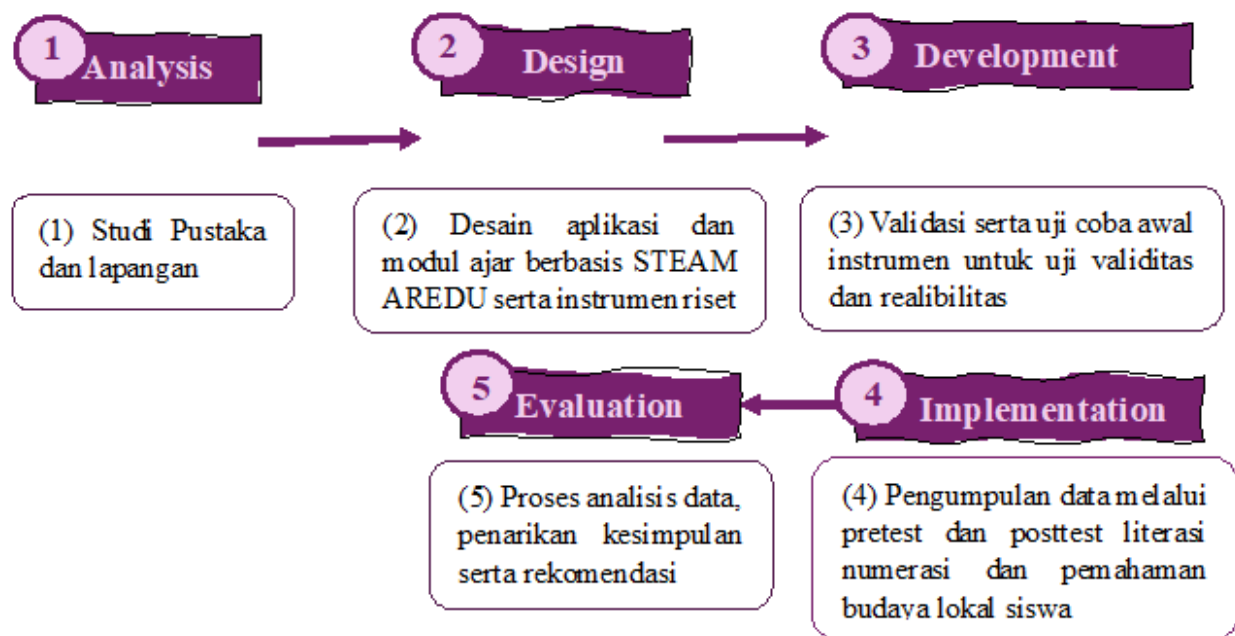 1
Analysis
2
Design
3
Development
(1) Studi Pustaka
dan lapangan
(2) Desain aplikasi dan
modul ajar berbasis STEAM
AREDU serta instrumen riset
(3) Validasi serta uji coba awal
instrumen untuk uji validitas
dan realibilitas
5
Evaluation
4
Implementation
(5) Proses analisis data,
penarikan kesimpulan
serta rekomendasi
(4) Pengumpulan data melalui
pretest dan posttest literasi
numerasi dan pemahaman
budaya lokal siswa